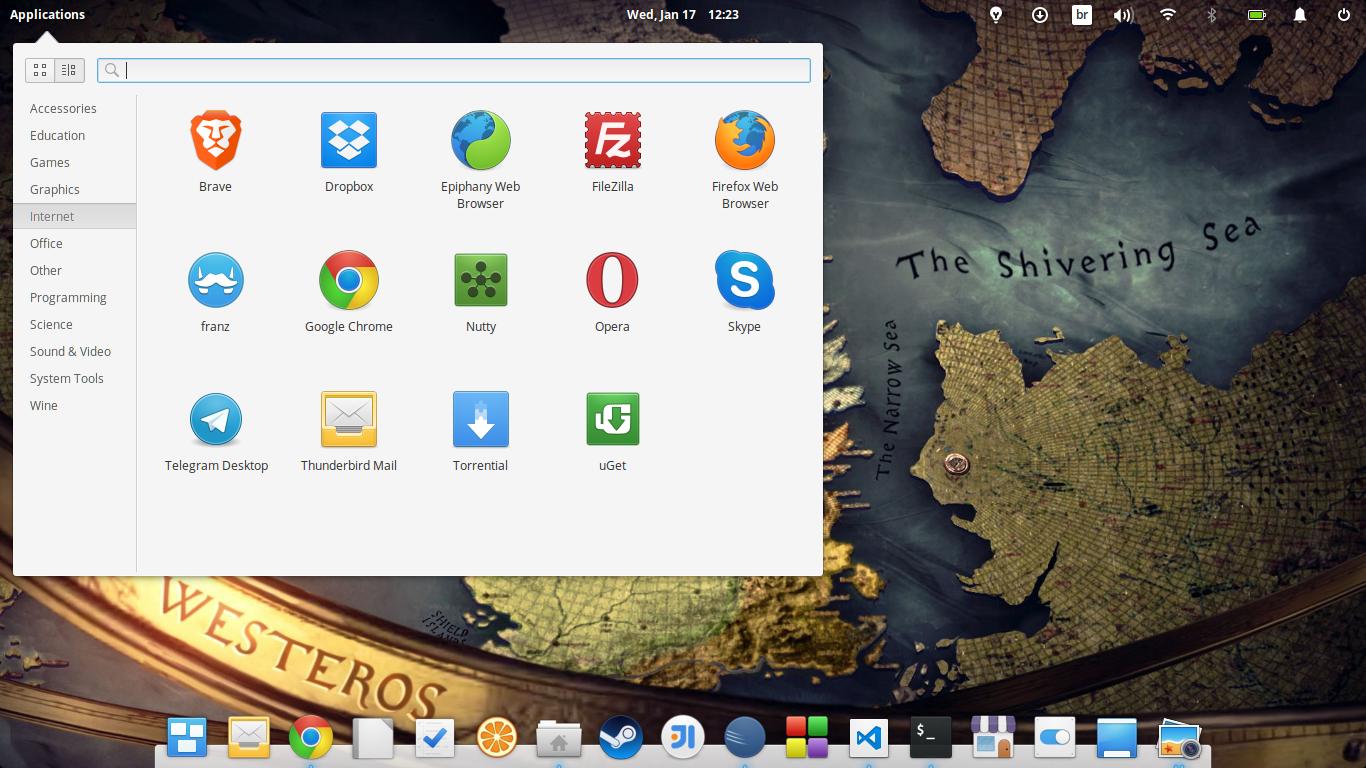 Applications
Wed, Jan 17 12:23
br
Accessories
Education
Games
Graphics
Internet
Office
Other
Programming
Science
Sound & Video
System Tools
Wine
Brave
Dropbox
Epiphany Web
Browser
FileZilla
Firefox Web
Browser
franz
Google Chrome
Nutty
Opera
Skype
Telegram Desktop
Thunderbird Mail
Torrential
uGet
The Shivering Sea
The Narrow Sea
SHIELD
ISLANDS
WESTEROS
$_